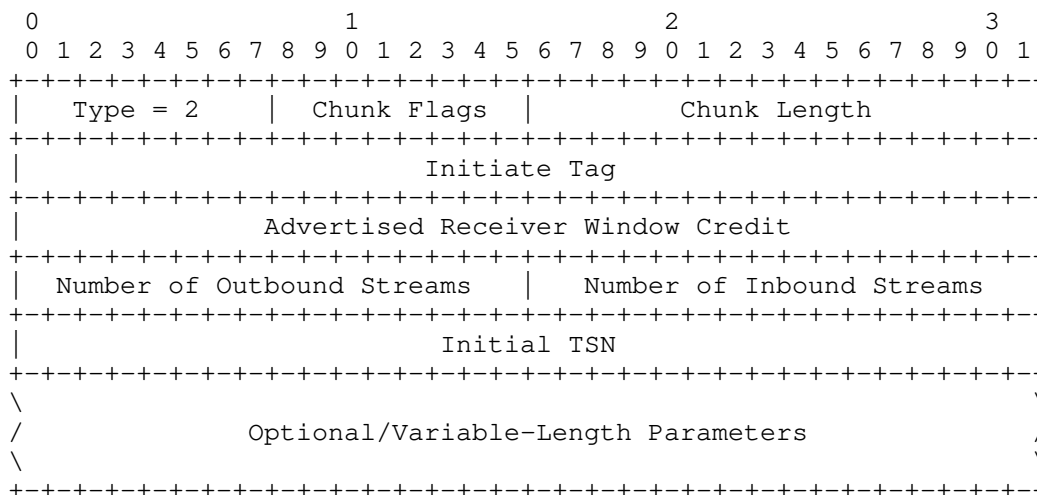 0                   1                   2                   3
 0 1 2 3 4 5 6 7 8 9 0 1 2 3 4 5 6 7 8 9 0 1 2 3 4 5 6 7 8 9 0 1
+-+-+-+-+-+-+-+-+-+-+-+-+-+-+-+-+-+-+-+-+-+-+-+-+-+-+-+-+-+-+-+-
|   Type = 2    |  Chunk Flags  |         Chunk Length
+-+-+-+-+-+-+-+-+-+-+-+-+-+-+-+-+-+-+-+-+-+-+-+-+-+-+-+-+-+-+-+-
|                         Initiate Tag
+-+-+-+-+-+-+-+-+-+-+-+-+-+-+-+-+-+-+-+-+-+-+-+-+-+-+-+-+-+-+-+-
|               Advertised Receiver Window Credit
+-+-+-+-+-+-+-+-+-+-+-+-+-+-+-+-+-+-+-+-+-+-+-+-+-+-+-+-+-+-+-+-
|  Number of Outbound Streams   |   Number of Inbound Streams
+-+-+-+-+-+-+-+-+-+-+-+-+-+-+-+-+-+-+-+-+-+-+-+-+-+-+-+-+-+-+-+-
|                          Initial TSN
+-+-+-+-+-+-+-+-+-+-+-+-+-+-+-+-+-+-+-+-+-+-+-+-+-+-+-+-+-+-+-+-
\                                                               \
/              Optional/Variable-Length Parameters              /
\                                                               \
+-+-+-+-+-+-+-+-+-+-+-+-+-+-+-+-+-+-+-+-+-+-+-+-+-+-+-+-+-+-+-+-